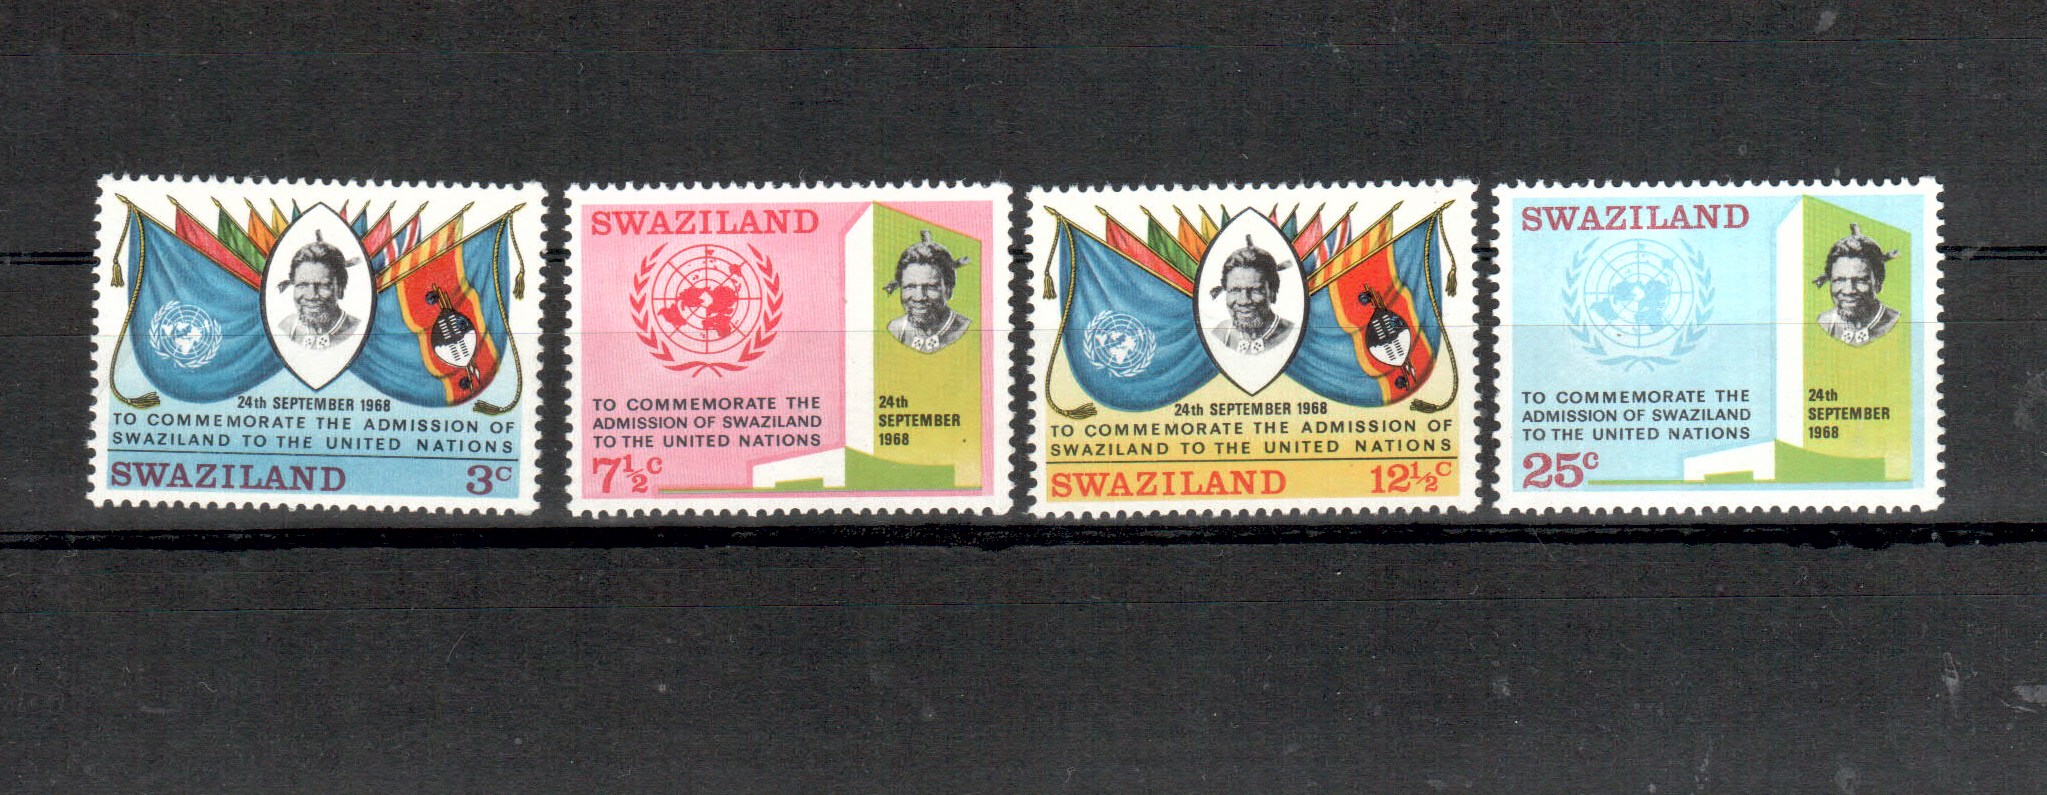 24th SEPTEMBER 1968
TO COMMEMORATE THE ADMISSION OF
SWAZILAND TO THE UNITED NATIONS
SWAZILAND 3c
SWAZILAND
TO COMMEMORATE THE
ADMISSION OF SWAZILAND
TO THE UNITED NATIONS
7½c
24th
SEPTEMBER
1968
24th SEPTEMBER 1968
TO COMMEMORATE THE ADMISSION OF
SWAZILAND TO THE UNITED NATIONS
SWAZILAND 12½c
SWAZILAND
TO COMMEMORATE THE
ADMISSION OF SWAZILAND
TO THE UNITED NATIONS
25c
24th
SEPTEMBER
1968